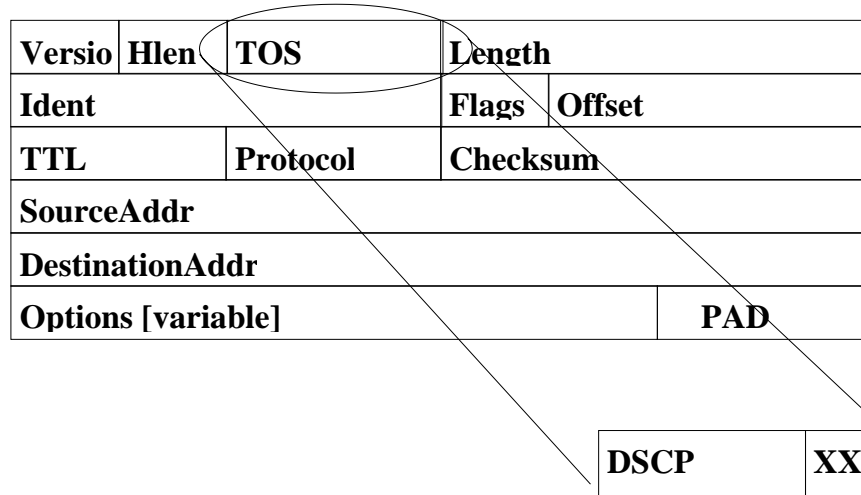 Versio Hlen TOS Length
Ident Flags Offset
TTL Protocol Checksum
SourceAddr
DestinationAddr
Options [variable] PAD
DSCP XX